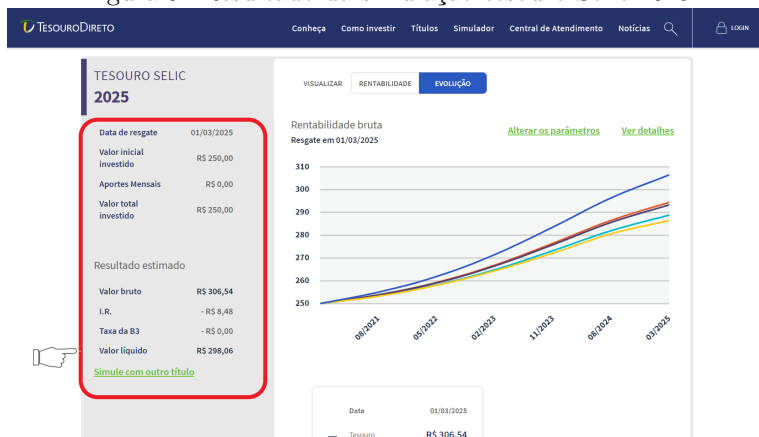 TESOURODIRETO
Conheça Como investir Títulos Simulador Central de Atendimento Notícias LOGIN
TESOURO SELIC
2025
Data de resgate 01/03/2025
Valor inicial
investido R$ 250,00
Aportes Mensais R$ 0,00
Valor total
investido R$ 250,00
Resultado estimado
Valor bruto R$ 306,54
I.R. - R$ 8,48
Taxa da B3 - R$ 0,00
Valor líquido R$ 298,06
Simule com outro título
VISUALIZAR RENTABILIDADE EVOLUÇÃO
Rentabilidade bruta
Resgate em 01/03/2025
Alterar os parâmetros Ver detalhes
310
300
290
280
270
260
250
08/2021 05/2022 02/2023 11/2023 08/2024 03/2025
Data 01/03/2025
Tesouro R$ 306,54